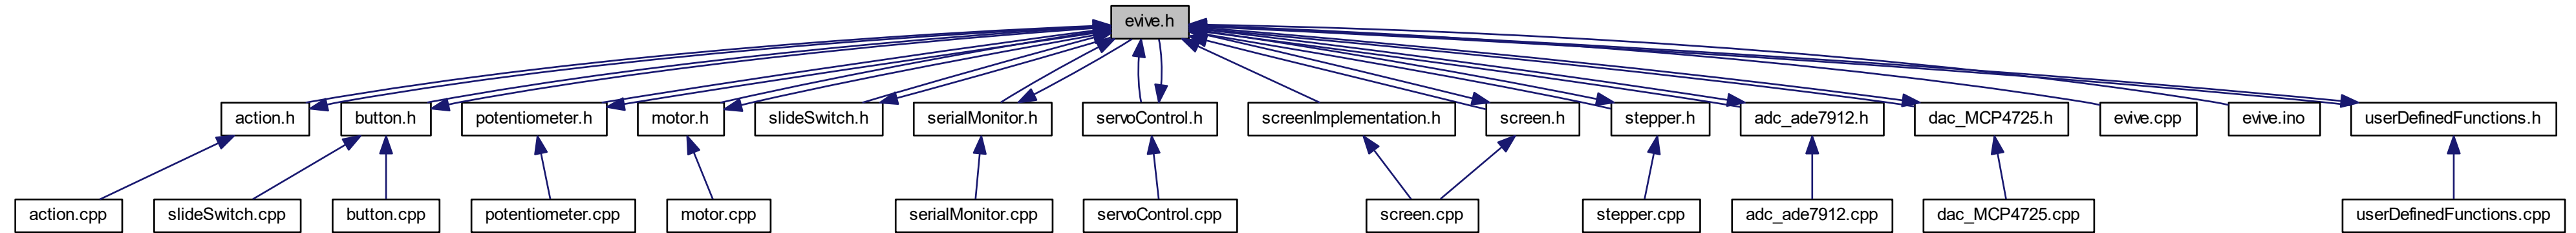 evive.h
action.h
button.h
potentiometer.h
motor.h
slideSwitch.h
serialMonitor.h
servoControl.h
screenImplementation.h
screen.h
stepper.h
adc_ade7912.h
dac_MCP4725.h
evive.cpp
evive.ino
userDefinedFunctions.h
action.cpp
slideSwitch.cpp
button.cpp
potentiometer.cpp
motor.cpp
serialMonitor.cpp
servoControl.cpp
screen.cpp
stepper.cpp
adc_ade7912.cpp
dac_MCP4725.cpp
userDefinedFunctions.cpp